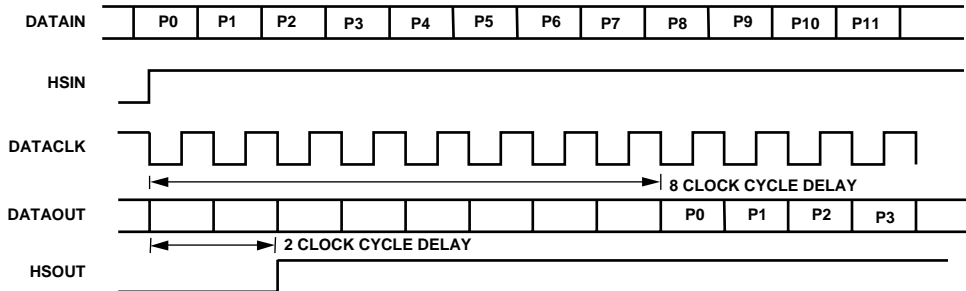 DATAIN P0 P1 P2 P3 P4 P5 P6 P7 P8 P9 P10 P11
HSIN
DATACLK
8 CLOCK CYCLE DELAY
DATAOUT P0 P1 P2 P3
2 CLOCK CYCLE DELAY
HSOUT